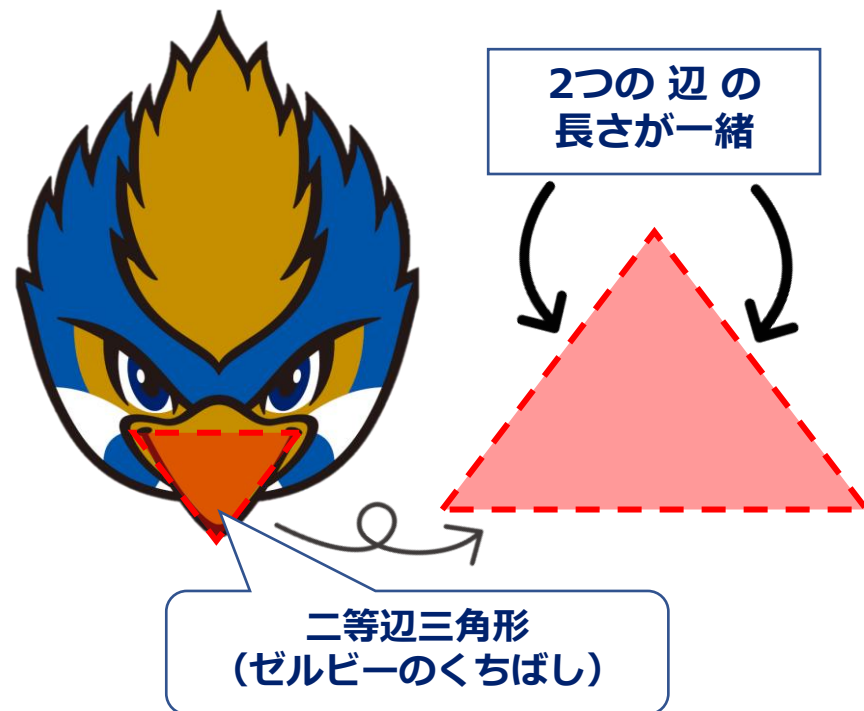 2つの 辺 の
長さが一緒
二等辺三角形
（ゼルビーのくちばし）